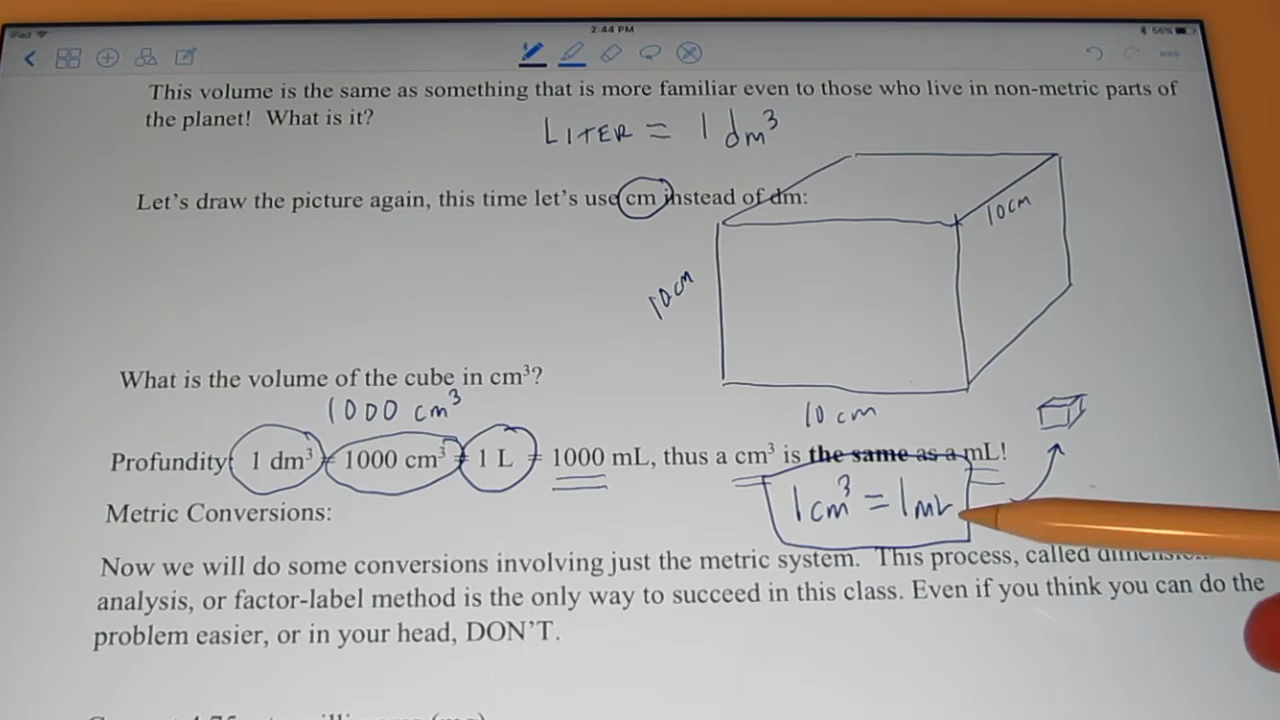 iPad
2:44 PM
56%
This volume is the same as something that is more familiar even to those who live in non-metric parts of
the planet! What is it?
LITER = 1 dm³
Let's draw the picture again, this time let's use cm instead of dm:
10cm
10cm
What is the volume of the cube in cm³?
1000 cm³
10 cm
Profundity: 1 dm³ = 1000 cm³ = 1 L = 1000 mL, thus a cm³ is the same as a mL!
1cm³ = 1mL
Metric Conversions:
Now we will do some conversions involving just the metric system. This process, called
analysis, or factor-label method is the only way to succeed in this class. Even if you think you can do the
problem easier, or in your head, DON'T.